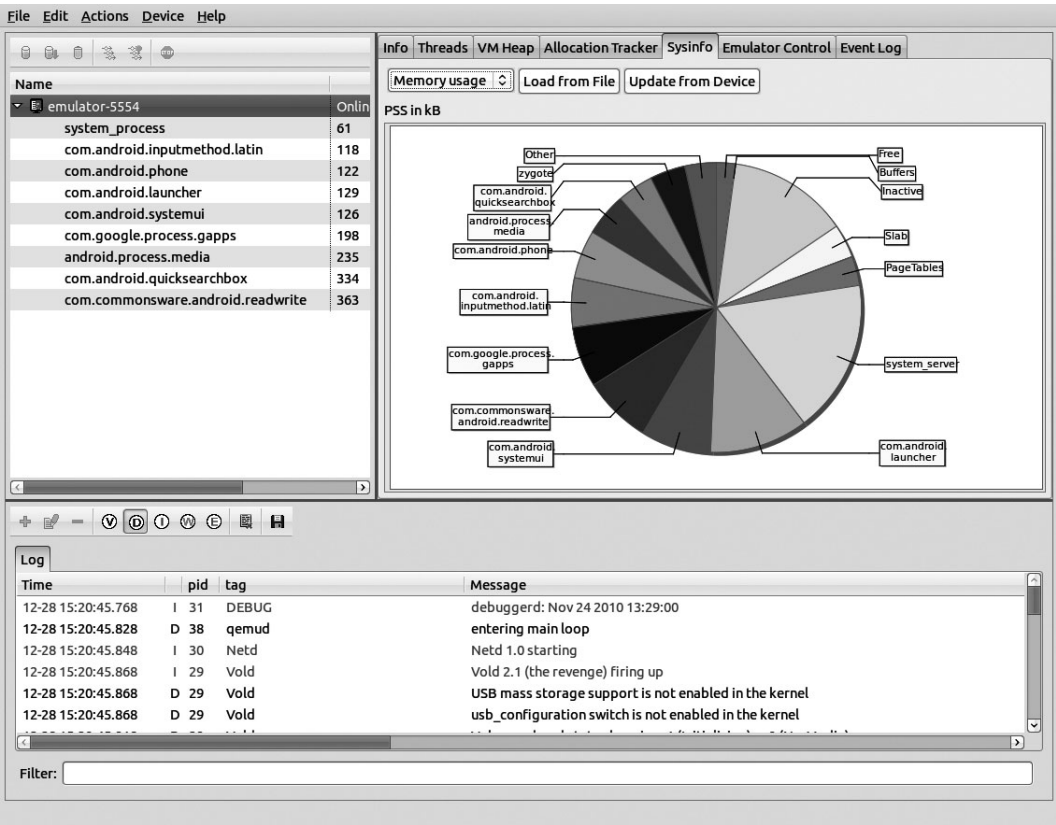 File Edit Actions Device Help
Name
emulator-5554 Onlin
system_process 61
com.android.inputmethod.latin 118
com.android.phone 122
com.android.launcher 129
com.android.systemui 126
com.google.process.gapps 198
android.process.media 235
com.android.quicksearchbox 334
com.commonsware.android.readwrite 363
Info Threads VM Heap Allocation Tracker Sysinfo Emulator Control Event Log
Memory usage Load from File Update from Device
PSS in kB
Other
zygote
com.android.
quicksearchbox
android.process
media
com.android.phone
com.android.
inputmethod.latin
com.google.process.
gapps
com.commonsware.
android.readwrite
com.android
systemui
Free
Buffers
Inactive
Slab
PageTables
system_server
com.android
launcher
V D I W E
Log
Time pid tag Message
12-28 15:20:45.768 I 31 DEBUG debuggerd: Nov 24 2010 13:29:00
12-28 15:20:45.828 D 38 qemud entering main loop
12-28 15:20:45.848 I 30 Netd Netd 1.0 starting
12-28 15:20:45.868 I 29 Vold Vold 2.1 (the revenge) firing up
12-28 15:20:45.868 D 29 Vold USB mass storage support is not enabled in the kernel
12-28 15:20:45.868 D 29 Vold usb_configuration switch is not enabled in the kernel
Filter: